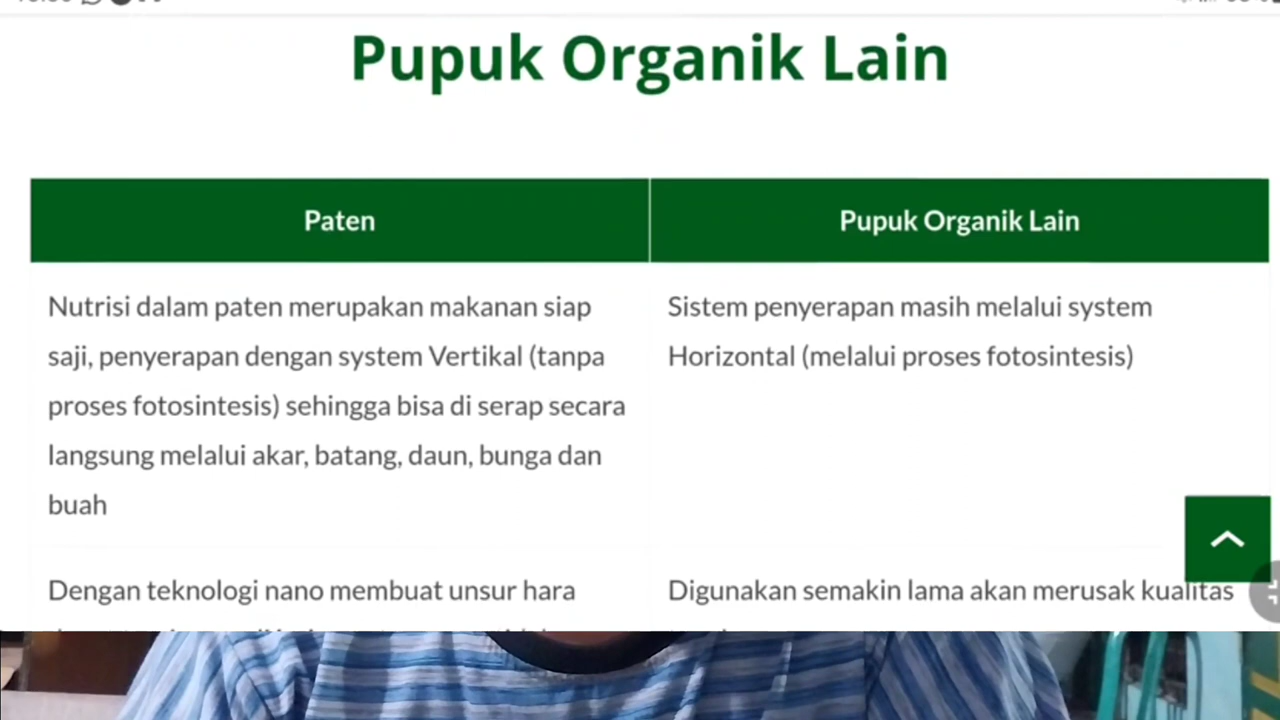 Pupuk Organik Lain
Paten
Pupuk Organik Lain
Nutrisi dalam paten merupakan makanan siap
saji, penyerapan dengan system Vertikal (tanpa
proses fotosintesis) sehingga bisa di serap secara
langsung melalui akar, batang, daun, bunga dan
buah
Sistem penyerapan masih melalui system
Horizontal (melalui proses fotosintesis)
Dengan teknologi nano membuat unsur hara
Digunakan semakin lama akan merusak kualitas